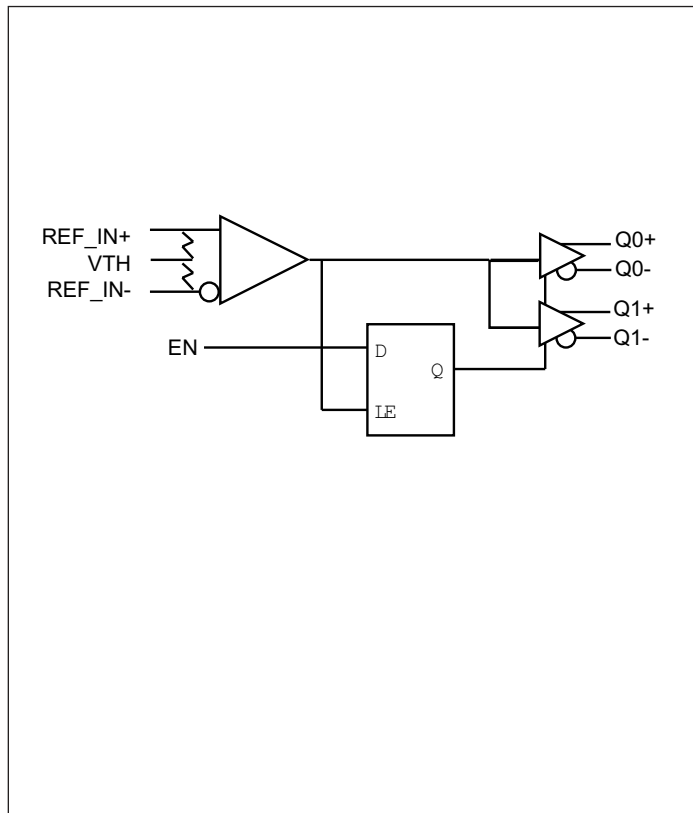 REF_IN+
VTH
REF_IN-
EN
D
Q
LE
Q0+
Q0-
Q1+
Q1-